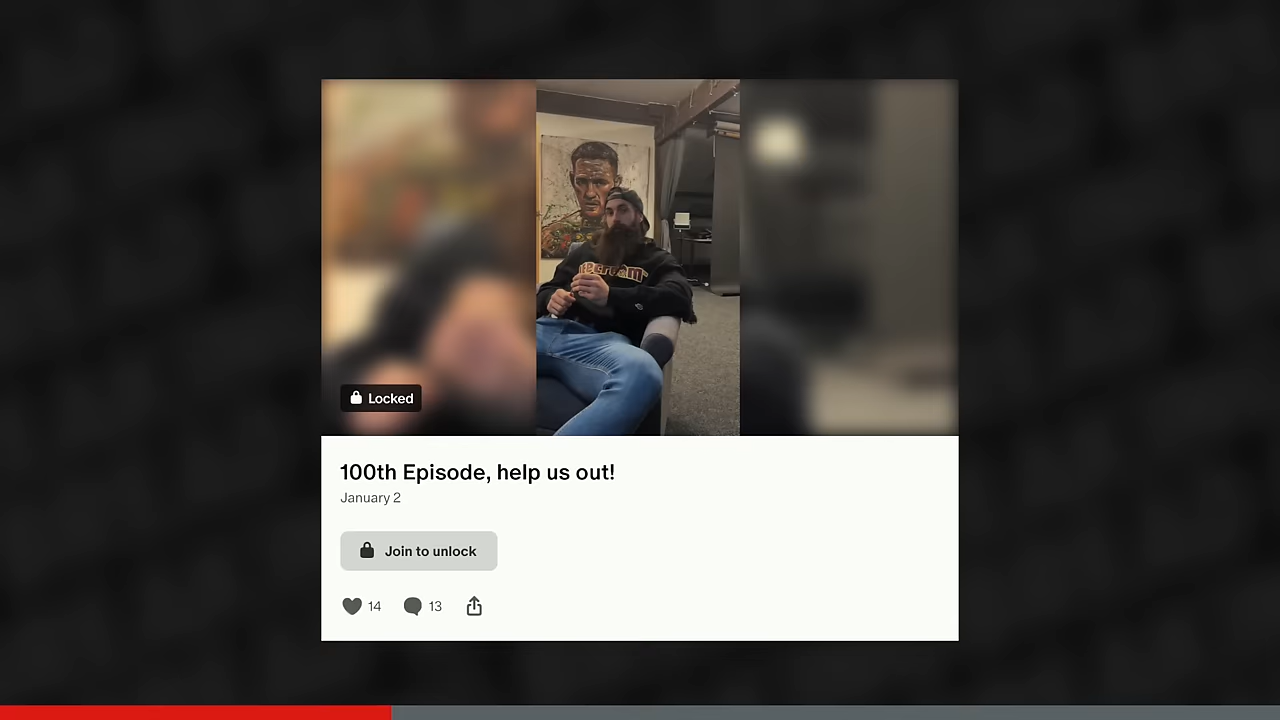 Locked
100th Episode, help us out!
January 2
Join to unlock
14 13